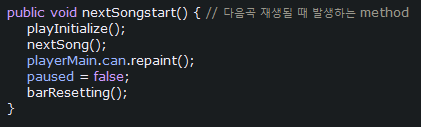 public void nextSongstart() { // 다음곡 재생될 때 발생하는 method
playInitialize();
nextSong();
playerMain.can.repaint();
paused = false;
barResetting();
}